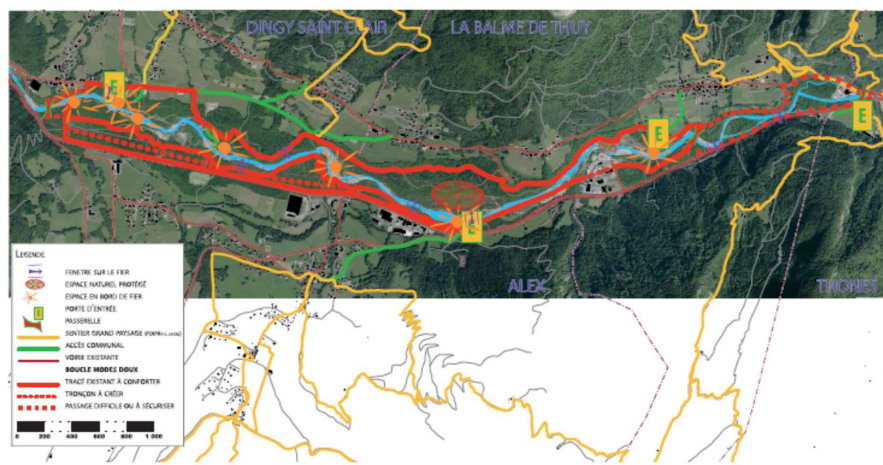 DINGY SAINT CLAIR
LA BALME DE THUY
E
E
E
E
ALEX
THONES
LEGENDE
FENETRE SUR LE FIER
ESPACE NATUREL PROTÉGÉ
ESPACE EN BORD DE FIER
PORTE D'ENTRÉE
PASSERELLE
SENTIER GRAND PAYSAGE
ACCÈS COMMUNAL
VOIRIE EXISTANTE
BOUCLE MODES DOUX
TRACÉ EXISTANT À CONFORTER
TRONÇON À CRÉER
PASSAGE DIFFICILE OU À SÉCURISER
0 200 400 600 800 1 000